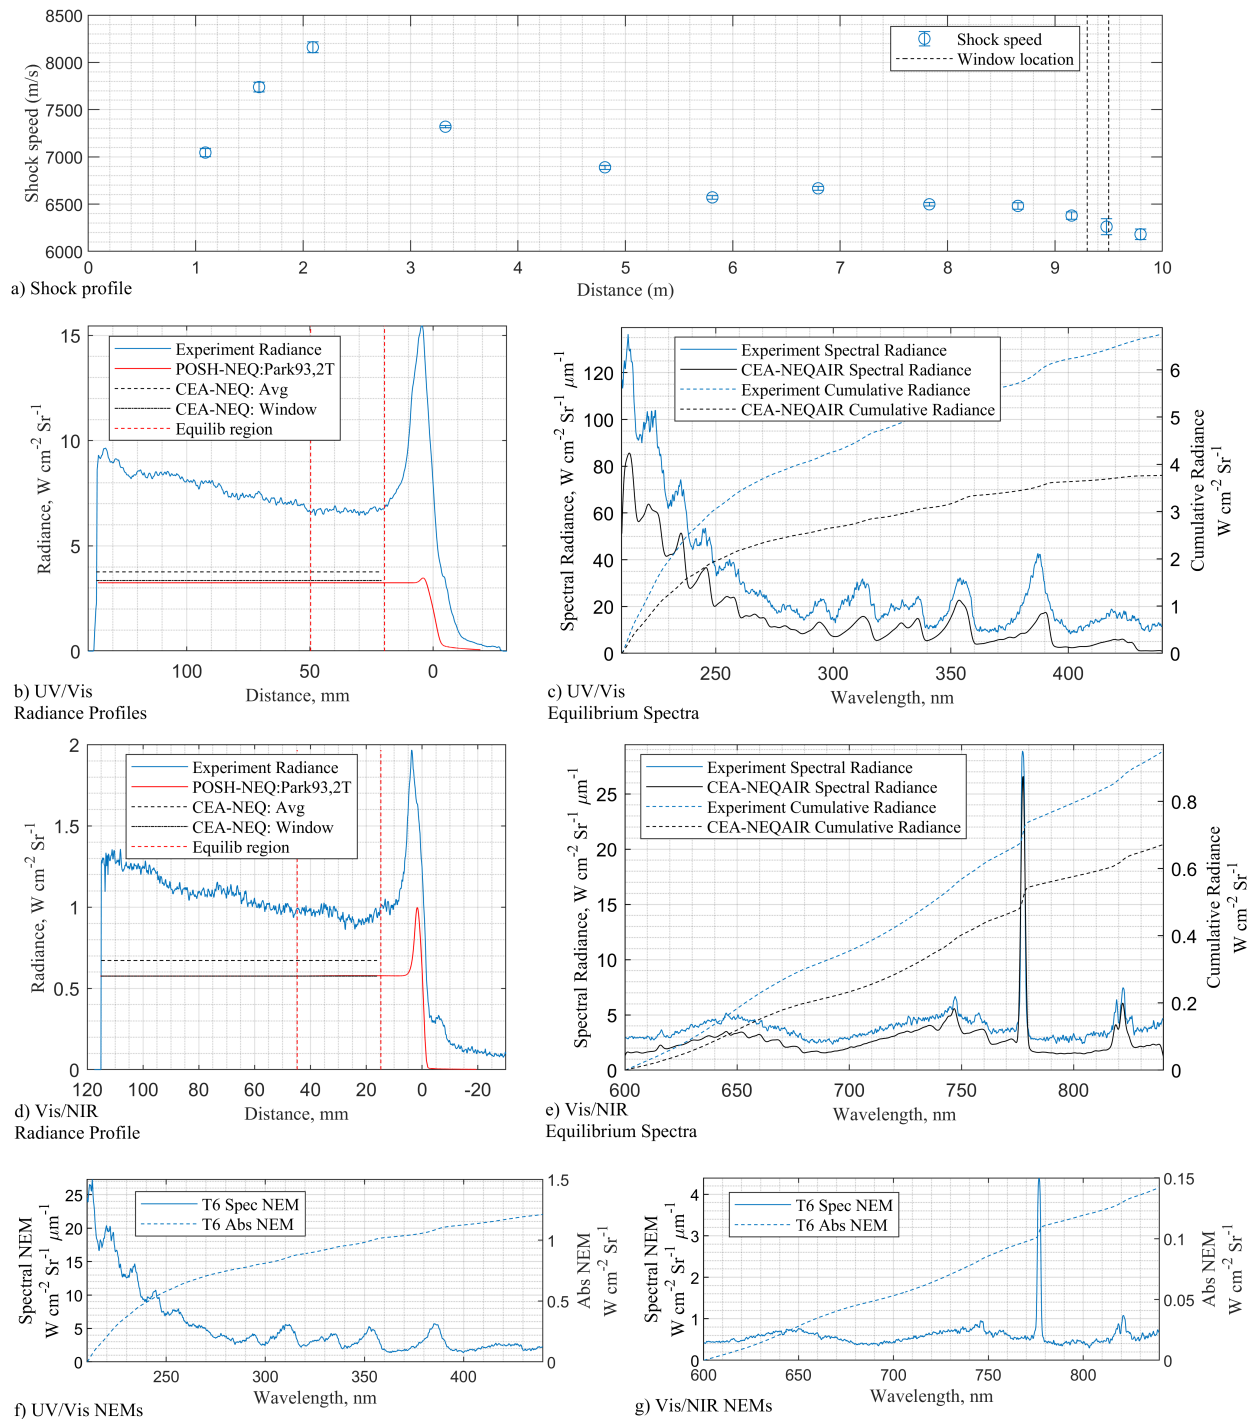 8500
8000
7500
7000
6500
6000
Shock speed (m/s)
Shock speed
Window location
0 1 2 3 4 5 6 7 8 9 10
Distance (m)
a) Shock profile
15
10
5
0
Radiance, W cm-2 Sr-1
Experiment Radiance
POSH-NEQ:Park93,2T
CEA-NEQ: Avg
CEA-NEQ: Window
Equilib region
100 50 0
Distance, mm
b) UV/Vis
Radiance Profiles
120
100
80
60
40
20
0
Spectral Radiance, W cm-2 Sr-1 μm-1
Experiment Spectral Radiance
CEA-NEQAIR Spectral Radiance
Experiment Cumulative Radiance
CEA-NEQAIR Cumulative Radiance
6
5
4
3
2
1
0
Cumulative Radiance
W cm-2 Sr-1
250 300 350 400
Wavelength, nm
c) UV/Vis
Equilibrium Spectra
2
1.5
1
0.5
0
Radiance, W cm-2 Sr-1
Experiment Radiance
POSH-NEQ:Park93,2T
CEA-NEQ: Avg
CEA-NEQ: Window
Equilib region
120 100 80 60 40 20 0 -20
Distance, mm
d) Vis/NIR
Radiance Profile
25
20
15
10
5
0
Spectral Radiance, W cm-2 Sr-1 μm-1
Experiment Spectral Radiance
CEA-NEQAIR Spectral Radiance
Experiment Cumulative Radiance
CEA-NEQAIR Cumulative Radiance
0.8
0.6
0.4
0.2
0
Cumulative Radiance
W cm-2 Sr-1
600 650 700 750 800
Wavelength, nm
e) Vis/NIR
Equilibrium Spectra
25
20
15
10
5
0
Spectral NEM
W cm-2 Sr-1 μm-1
T6 Spec NEM
T6 Abs NEM
1.5
1
0.5
0
Abs NEM
W cm-2 Sr-1
250 300 350 400
Wavelength, nm
f) UV/Vis NEMs
4
3
2
1
0
Spectral NEM
W cm-2 Sr-1 μm-1
T6 Spec NEM
T6 Abs NEM
0.15
0.1
0.05
0
Abs NEM
W cm-2 Sr-1
600 650 700 750 800
Wavelength, nm
g) Vis/NIR NEMs